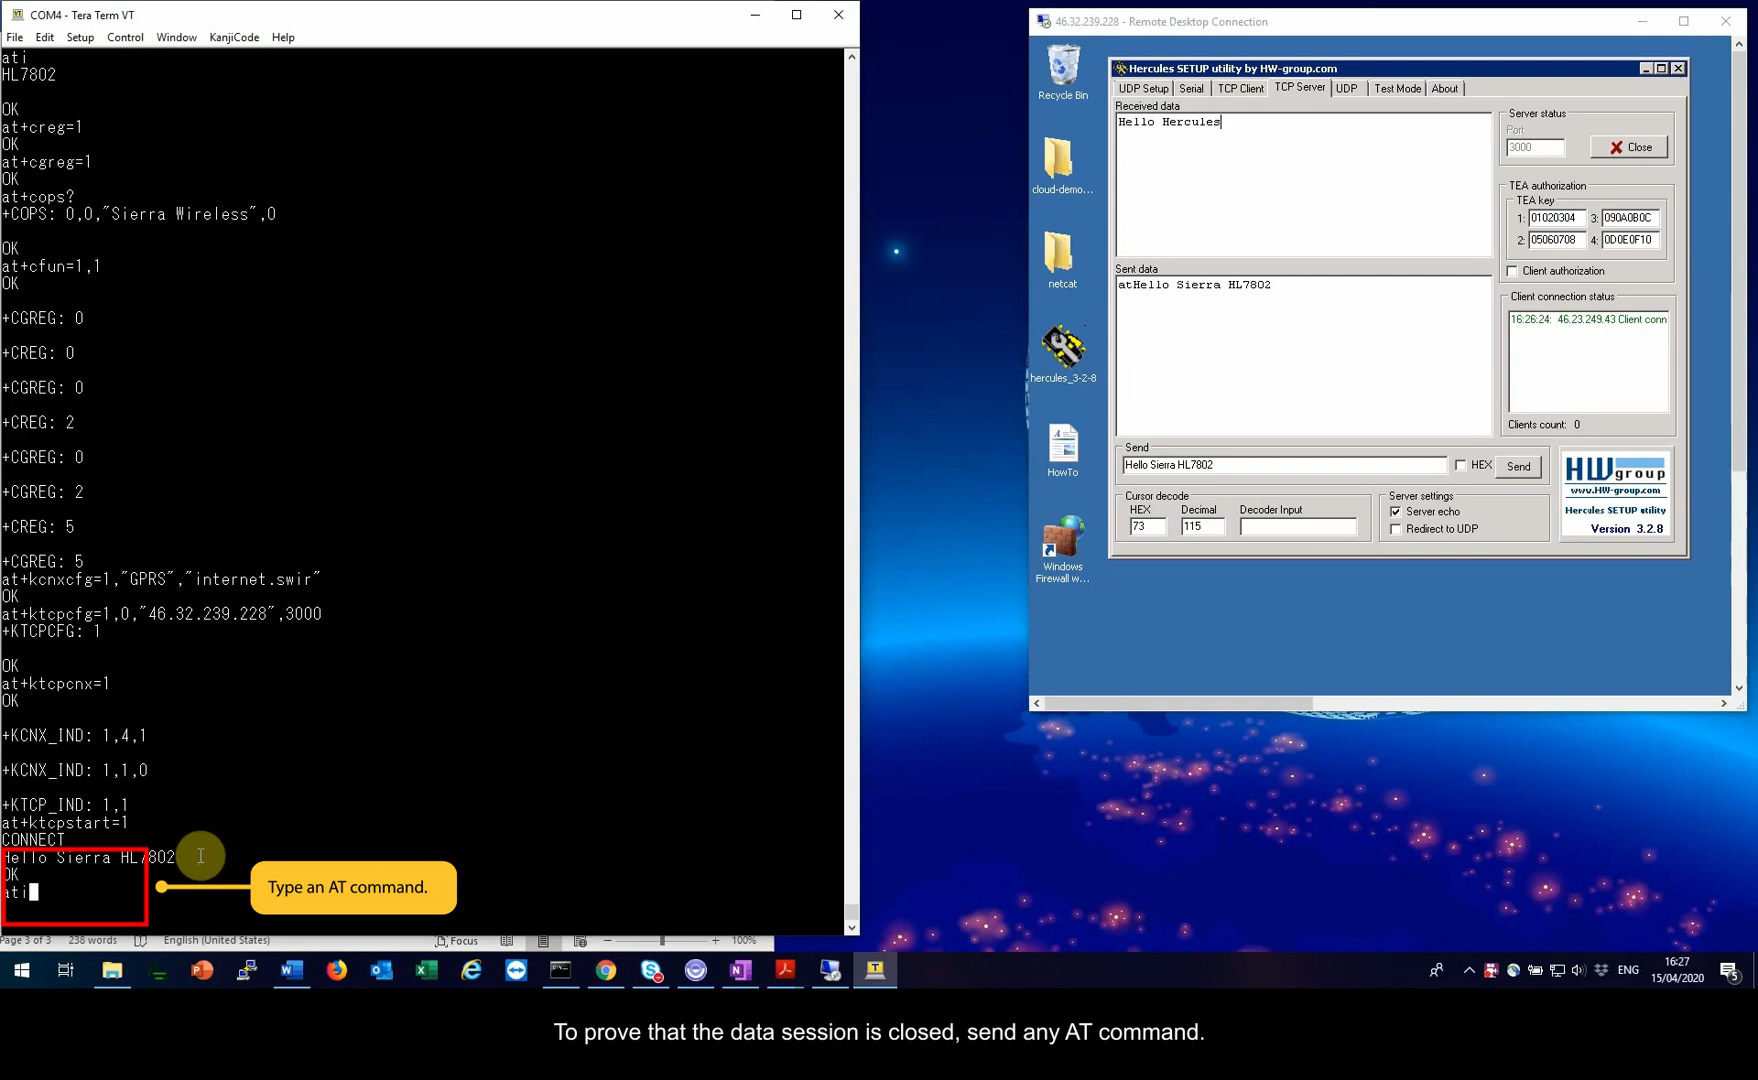 COM4 - Tera Term VT
File Edit Setup Control Window KanjiCode Help
ati
HL7802
OK
at+creg=1
OK
at+cgreg=1
OK
at+cops?
+COPS: 0,0,"Sierra Wireless",0
OK
at+cfun=1,1
OK
+CGREG: 0
+CREG: 0
+CGREG: 0
+CREG: 2
+CGREG: 0
+CGREG: 2
+CREG: 5
+CGREG: 5
at+kcnxcfg=1,"GPRS","internet.swir"
OK
at+ktcpcfg=1,0,"46.32.239.228",3000
+KTCPCFG: 1
OK
at+ktcpcnx=1
OK
+KCNX_IND: 1,4,1
+KCNX_IND: 1,1,0
+KTCP_IND: 1,1
at+ktcpstart=1
CONNECT
Hello Sierra HL7802
OK
ati
Type an AT command.
Page 3 of 3 238 words English (United States) Focus 100%
46.32.239.228 - Remote Desktop Connection
Recycle Bin
cloud-demo...
netcat
hercules_3-2-8
HowTo
Windows
Firewall w...
Hercules SETUP utility by HW-group.com
UDP Setup Serial TCP Client TCP Server UDP Test Mode About
Received data
Hello Hercules
Sent data
atHello Sierra HL7802
Server status
Port
3000 Close
TEA authorization
TEA key
1: 01020304 3: 090A0B0C
2: 05060708 4: 0D0E0F10
Client authorization
Client connection status
16:26:24: 46.23.249.43 Client conn
Clients count: 0
Send
Hello Sierra HL7802 HEX Send
Cursor decode
HEX Decimal Decoder Input
73 115
Server settings
Server echo
Redirect to UDP
HWgroup
www.HW-group.com
Hercules SETUP utility
Version 3.2.8
ENG
16:27
15/04/2020
5
To prove that the data session is closed, send any AT command.